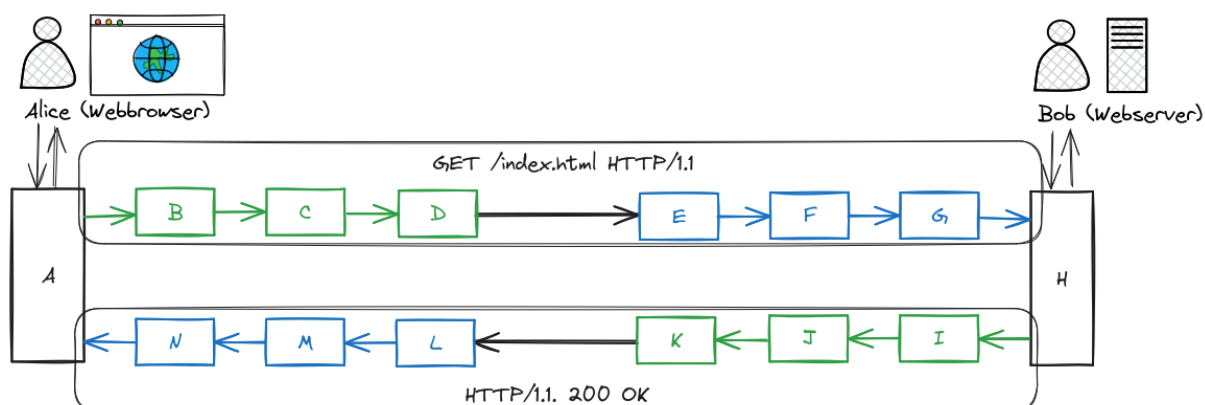 Alice (Webbrowser)
Bob (Webserver)
GET /index.html HTTP/1.1
B C D E F G
A H
N M L K J I
HTTP/1.1. 200 OK